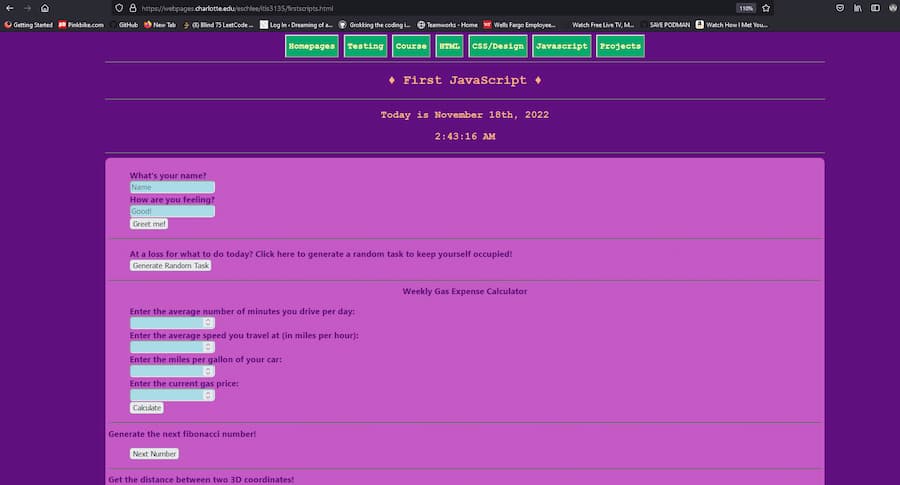 https://webpages.charlotte.edu/eschlee/itis3135/firstscripts.html
110%
Getting Started Pinkbike.com GitHub New Tab (6) Blind 75 LeetCode ... Log In ‹ Dreaming of a... Grokking the coding i... Teamworks - Home Wells Fargo Employee... Watch Free Live TV, M... SAVE PODMAN Watch How I Met You...
Homepages Testing Course HTML CSS/Design Javascript Projects
♦ First JavaScript ♦
Today is November 18th, 2022
2:43:16 AM
What's your name?
Name
How are you feeling?
Good!
Greet me!
At a loss for what to do today? Click here to generate a random task to keep yourself occupied!
Generate Random Task
Weekly Gas Expense Calculator
Enter the average number of minutes you drive per day:
Enter the average speed you travel at (in miles per hour):
Enter the miles per gallon of your car:
Enter the current gas price:
Calculate
Generate the next fibonacci number!
Next Number
Get the distance between two 3D coordinates!